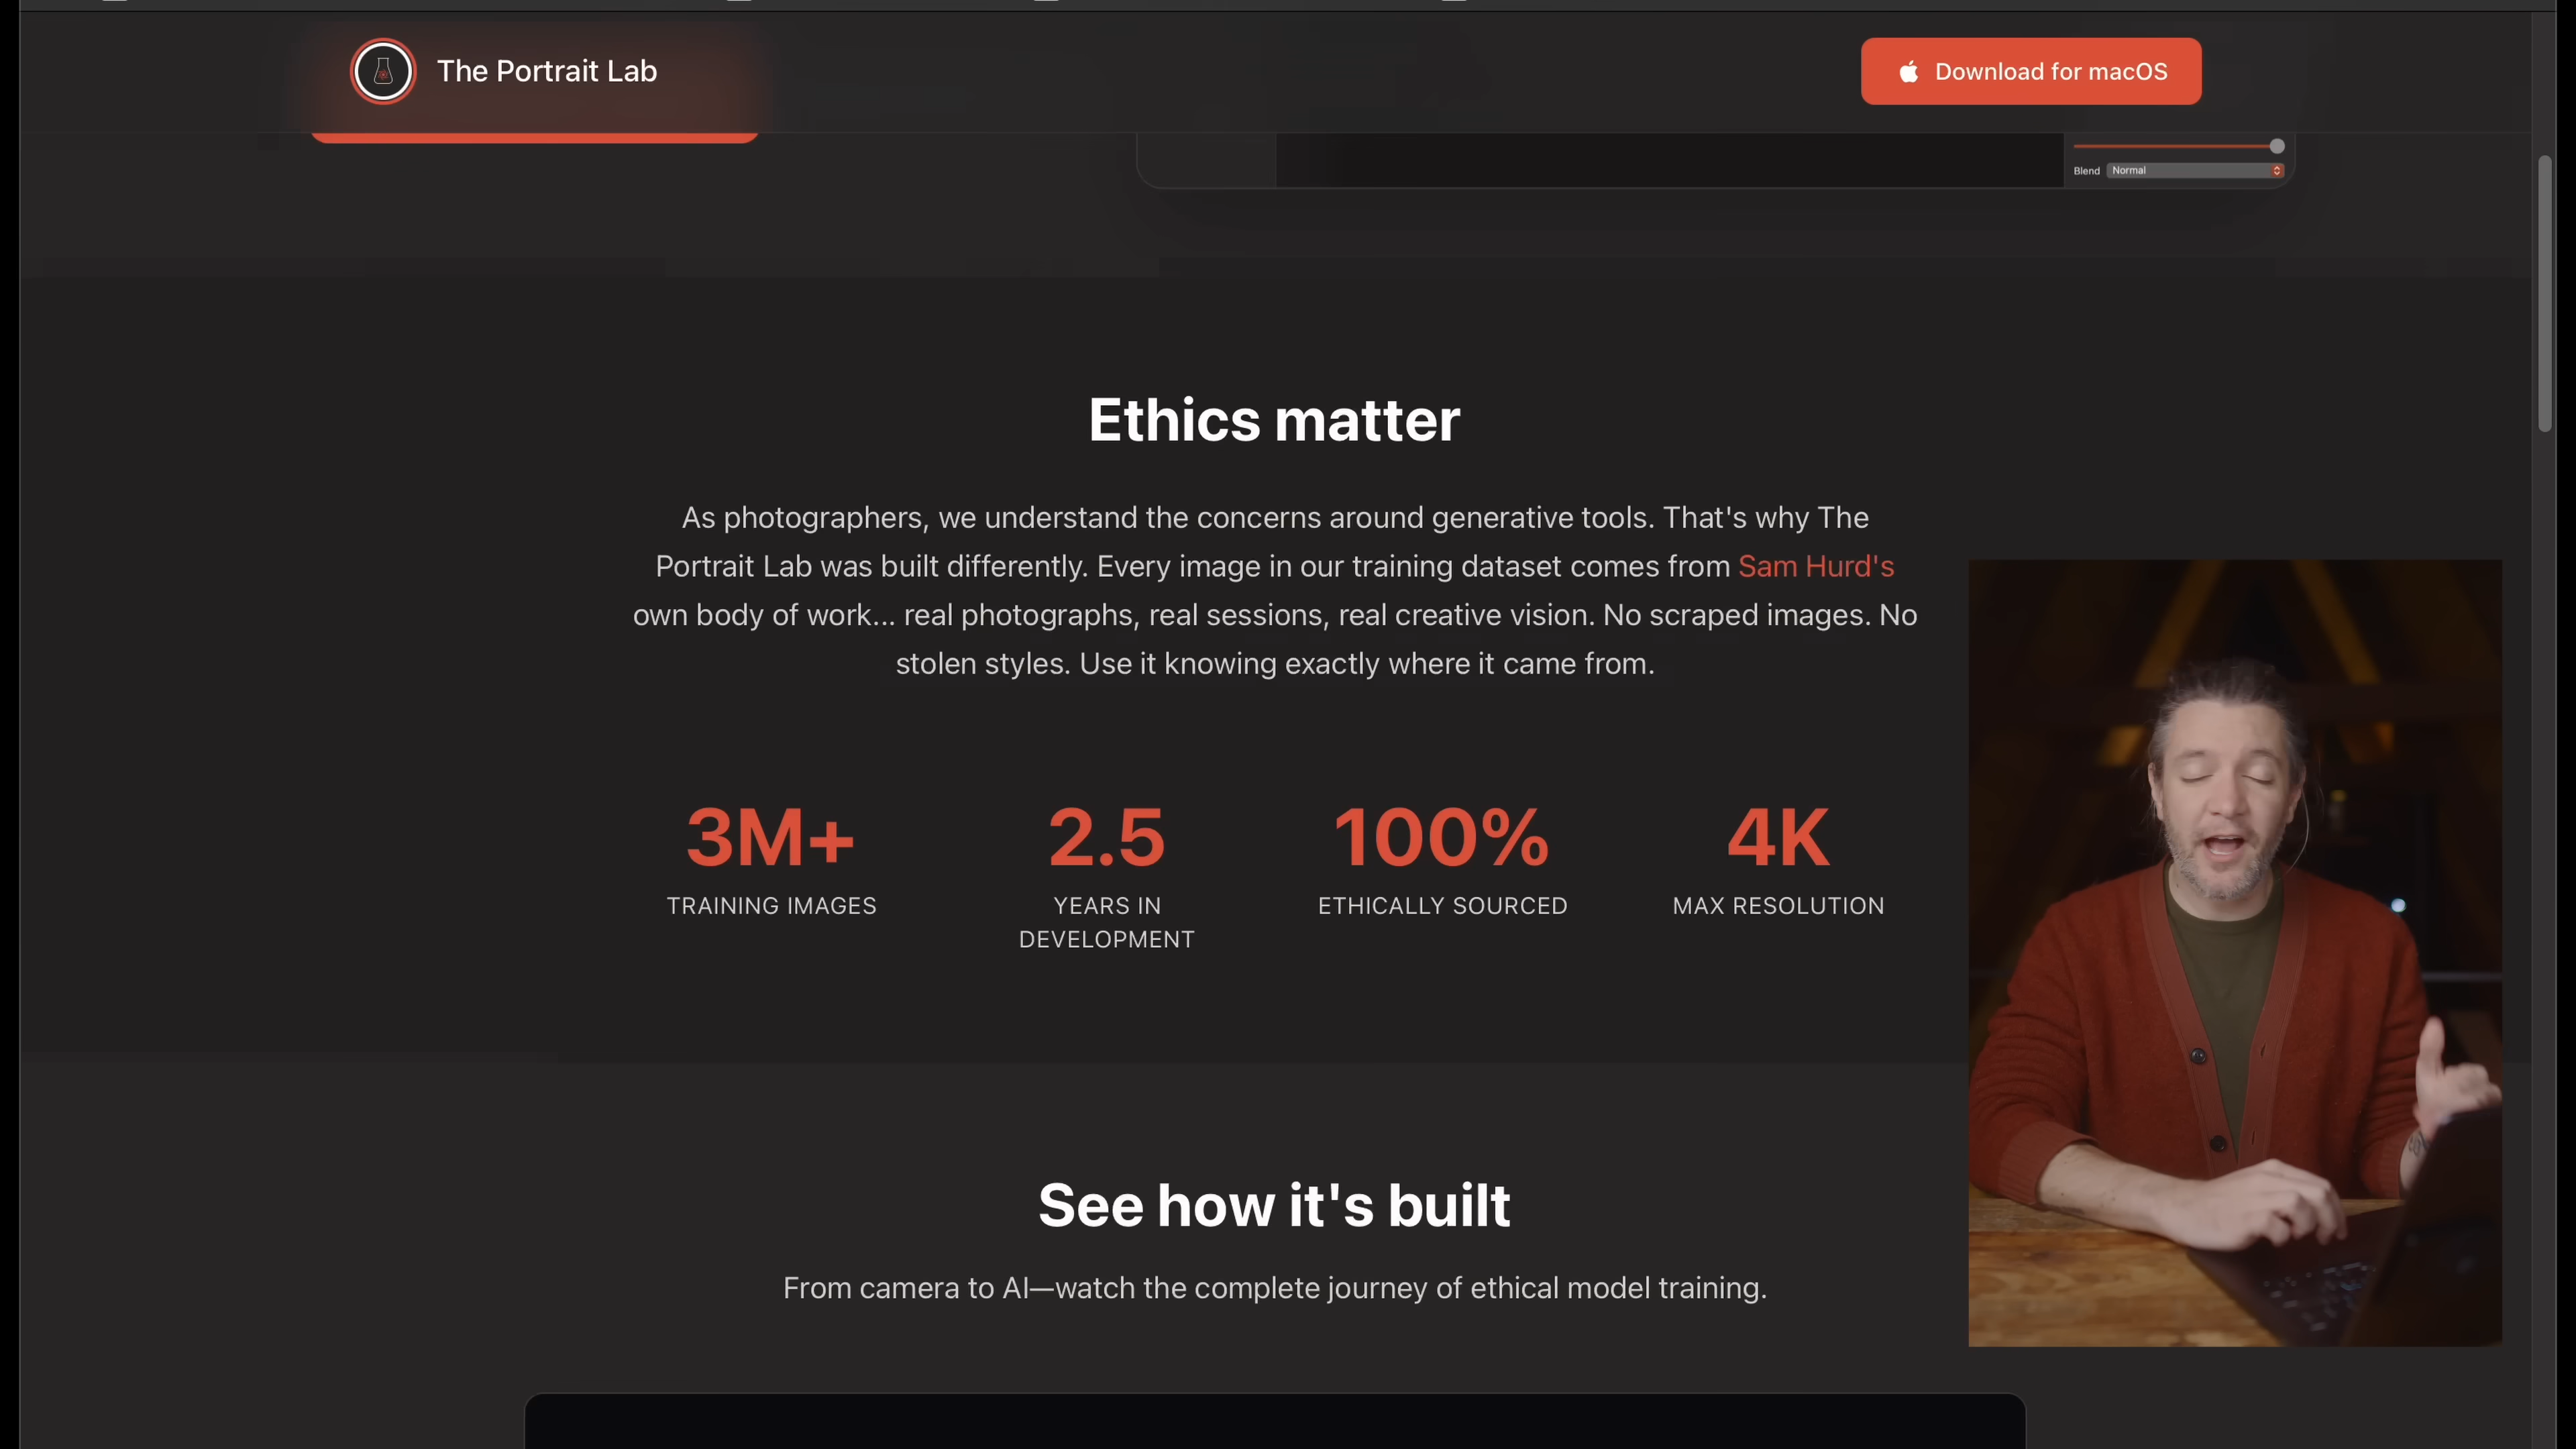 The Portrait Lab
Download for macOS
Blend Normal
Ethics matter
As photographers, we understand the concerns around generative tools. That's why The
Portrait Lab was built differently. Every image in our training dataset comes from Sam Hurd's
own body of work... real photographs, real sessions, real creative vision. No scraped images. No
stolen styles. Use it knowing exactly where it came from.
3M+
TRAINING IMAGES
2.5
YEARS IN
DEVELOPMENT
100%
ETHICALLY SOURCED
4K
MAX RESOLUTION
See how it's built
From camera to AI—watch the complete journey of ethical model training.